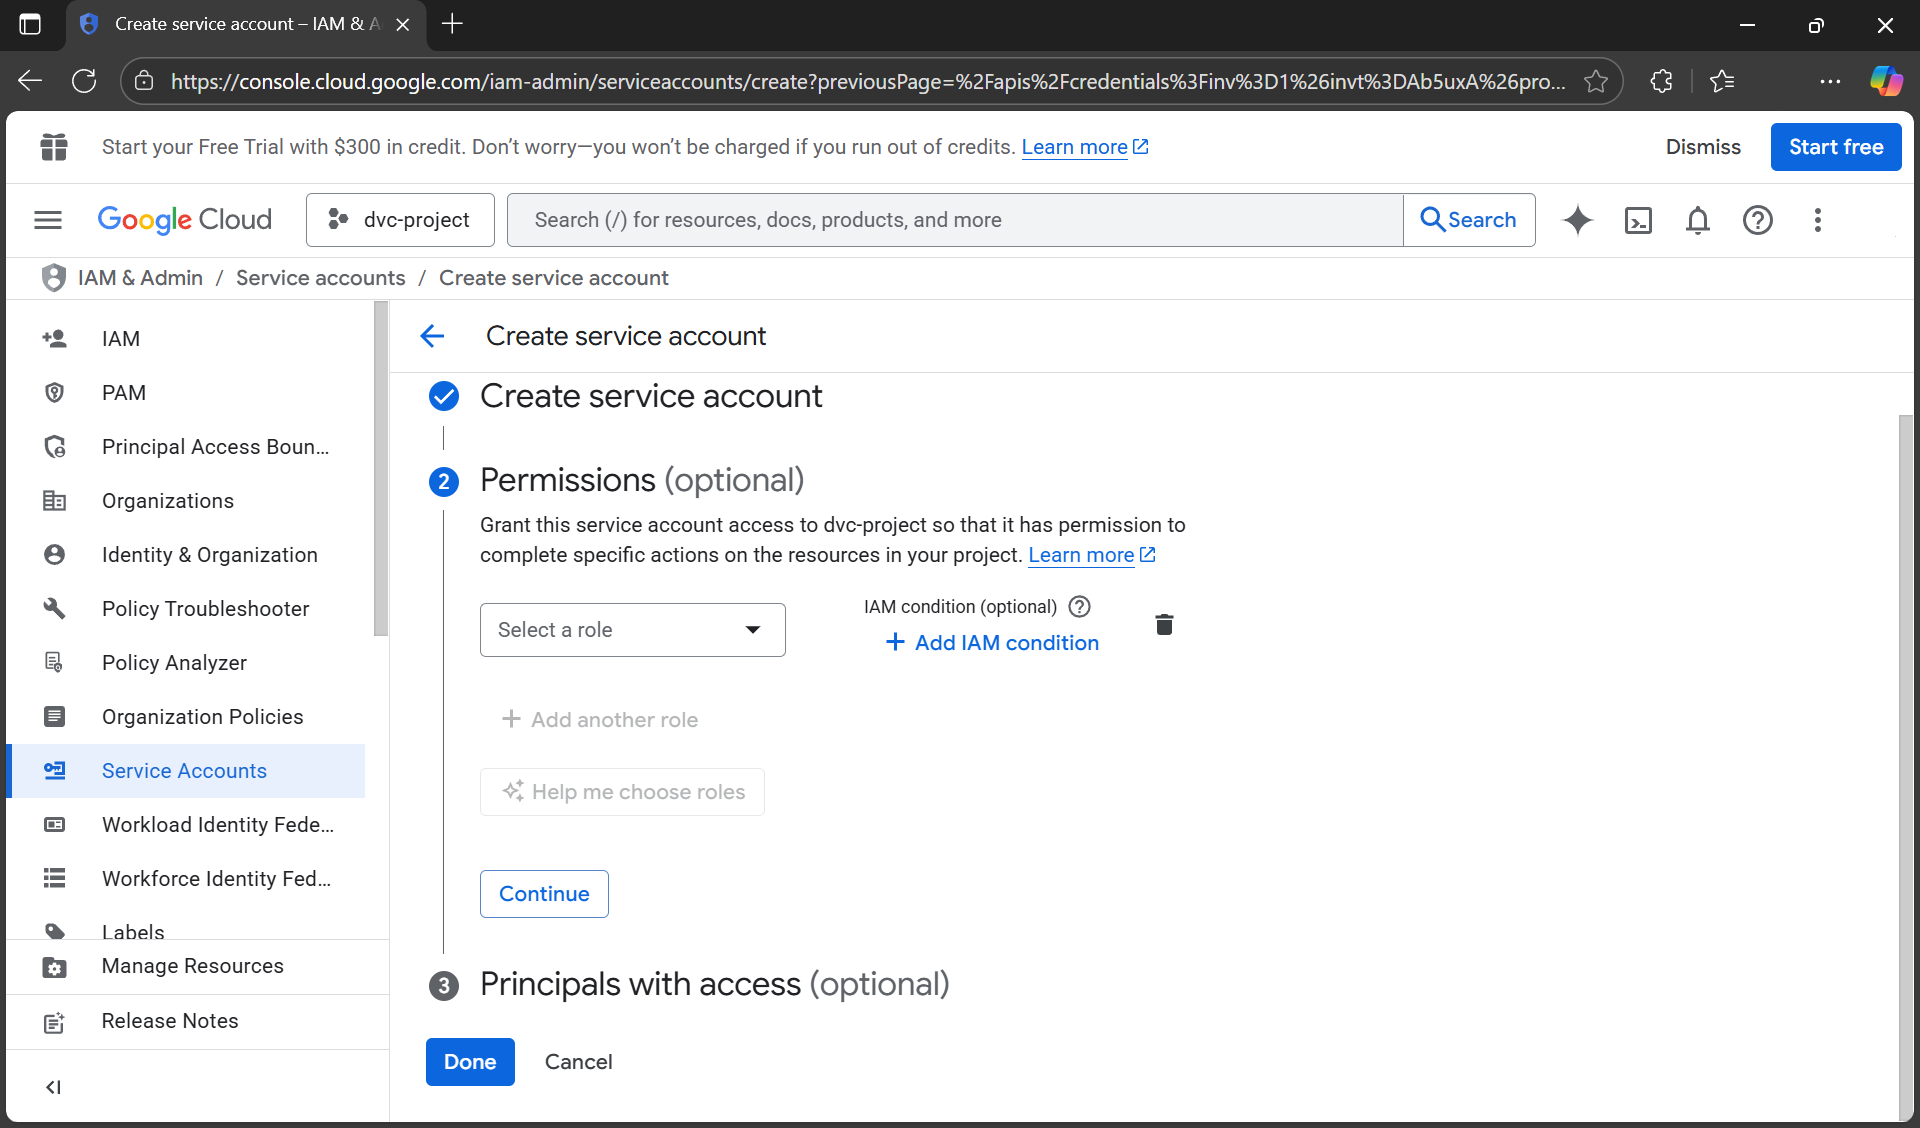 Create service account – IAM & A
https://console.cloud.google.com/iam-admin/serviceaccounts/create?previousPage=%2Fapis%2Fcredentials%3Finv%3D1%26invt%3DAb5uxA%26pro...
Start your Free Trial with $300 in credit. Don’t worry—you won’t be charged if you run out of credits. Learn more
Dismiss
Start free
Google Cloud
dvc-project
Search (/) for resources, docs, products, and more
Search
IAM & Admin / Service accounts / Create service account
IAM
PAM
Principal Access Boun...
Organizations
Identity & Organization
Policy Troubleshooter
Policy Analyzer
Organization Policies
Service Accounts
Workload Identity Fede...
Workforce Identity Fed...
Labels
Manage Resources
Release Notes
Create service account
Create service account
2 Permissions (optional)
Grant this service account access to dvc-project so that it has permission to
complete specific actions on the resources in your project. Learn more
Select a role
IAM condition (optional)
+ Add IAM condition
+ Add another role
Help me choose roles
Continue
3 Principals with access (optional)
Done
Cancel